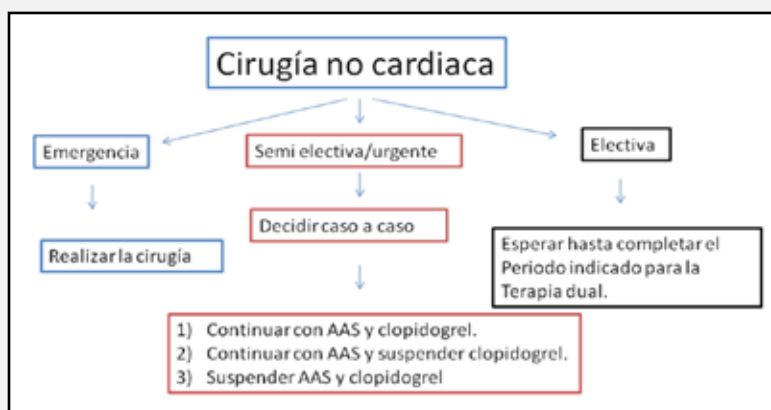 Cirugía no cardiaca
Emergencia
Semi electiva/urgente
Electiva
Realizar la cirugía
Decidir caso a caso
Esperar hasta completar el
Periodo indicado para la
Terapia dual.
1) Continuar con AAS y clopidogrel.
2) Continuar con AAS y suspender clopidogrel.
3) Suspender AAS y clopidogrel